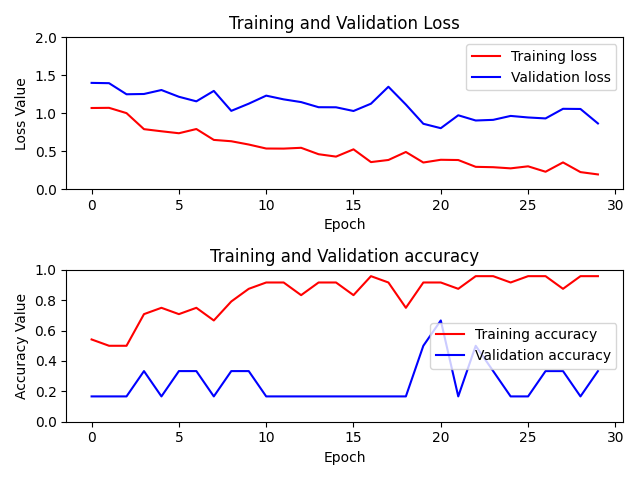 Training and Validation Loss
Loss Value
2.0
1.5
1.0
0.5
0.0
Training loss
Validation loss
0 5 10 15 20 25 30
Epoch
Training and Validation accuracy
Accuracy Value
1.0
0.8
0.6
0.4
0.2
0.0
Training accuracy
Validation accuracy
0 5 10 15 20 25 30
Epoch